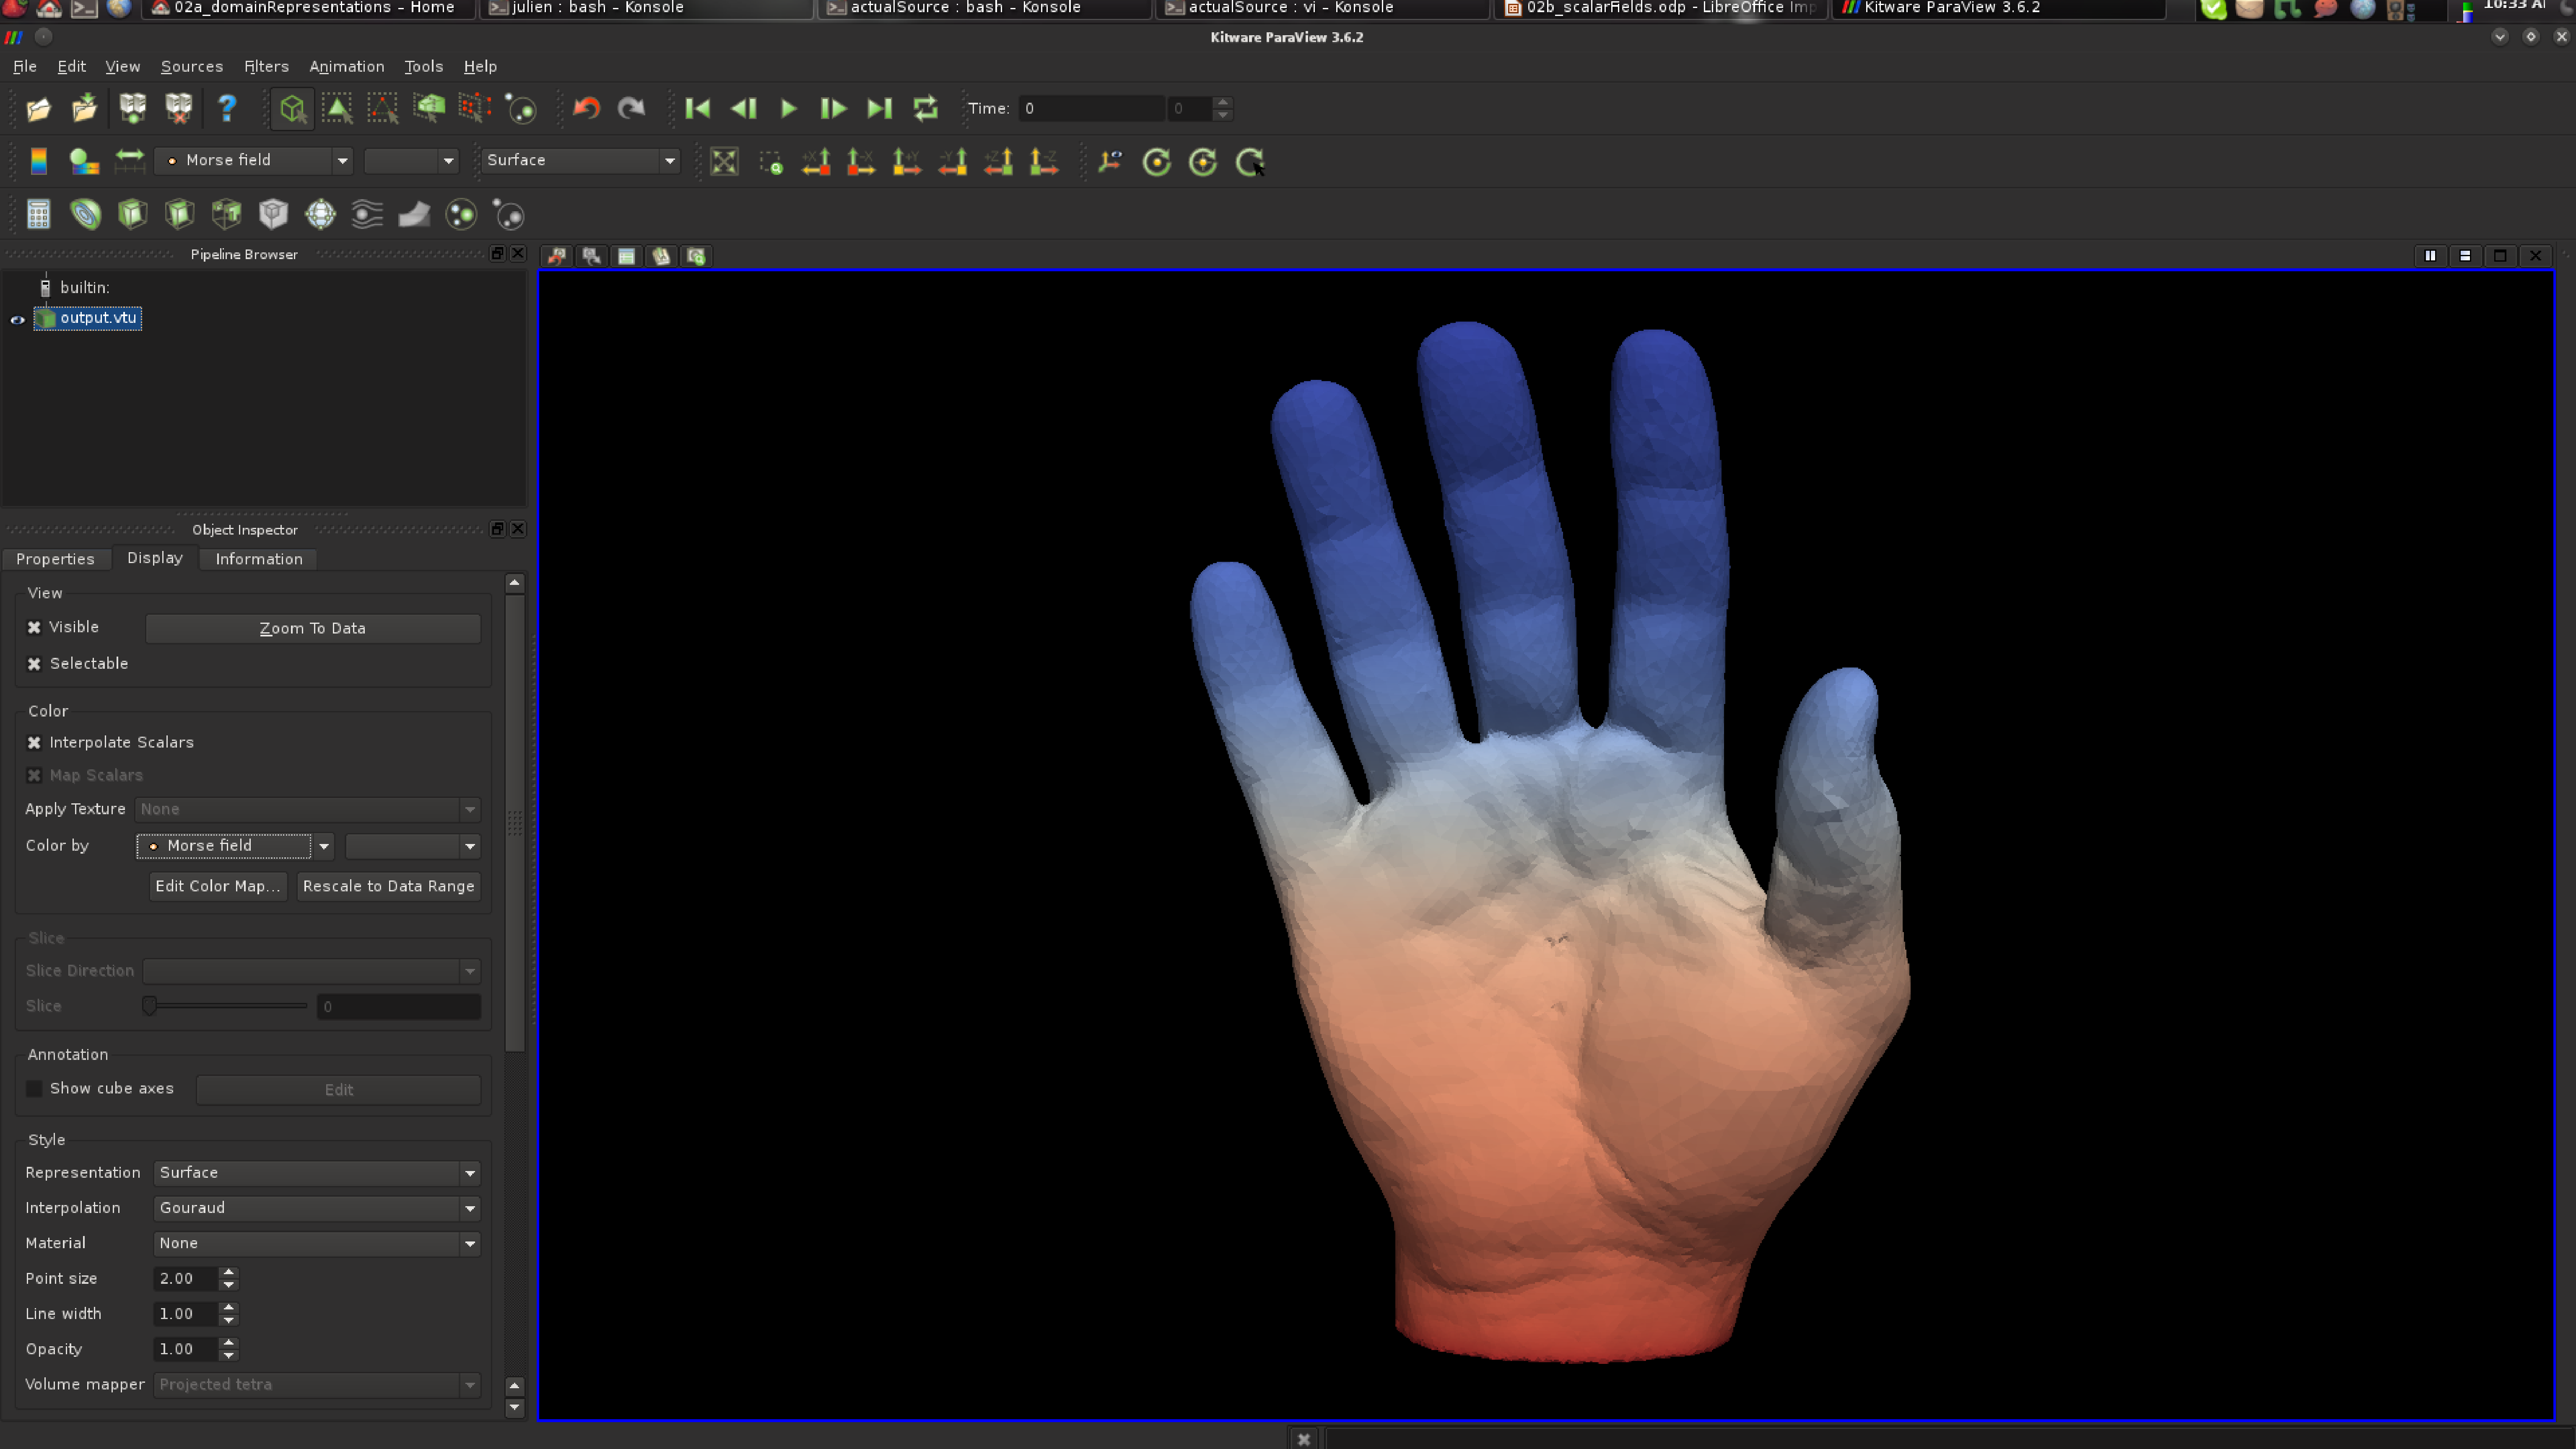 02a_domainRepresentations – Home julien : bash – Konsole actualSource : bash – Konsole actualSource : vi – Konsole 02b_scalarFields.odp - LibreOffice Imp Kitware ParaView 3.6.2
Kitware ParaView 3.6.2
File Edit View Sources Filters Animation Tools Help
Time: 0 0
Morse field Surface +X -X +Y -Y +Z -Z
Pipeline Browser
builtin:
output.vtu
Object Inspector
Properties Display Information
View
Visible Zoom To Data
Selectable
Color
Interpolate Scalars
Map Scalars
Apply Texture None
Color by Morse field
Edit Color Map... Rescale to Data Range
Slice
Slice Direction
Slice 0
Annotation
Show cube axes Edit
Style
Representation Surface
Interpolation Gouraud
Material None
Point size 2.00
Line width 1.00
Opacity 1.00
Volume mapper Projected tetra